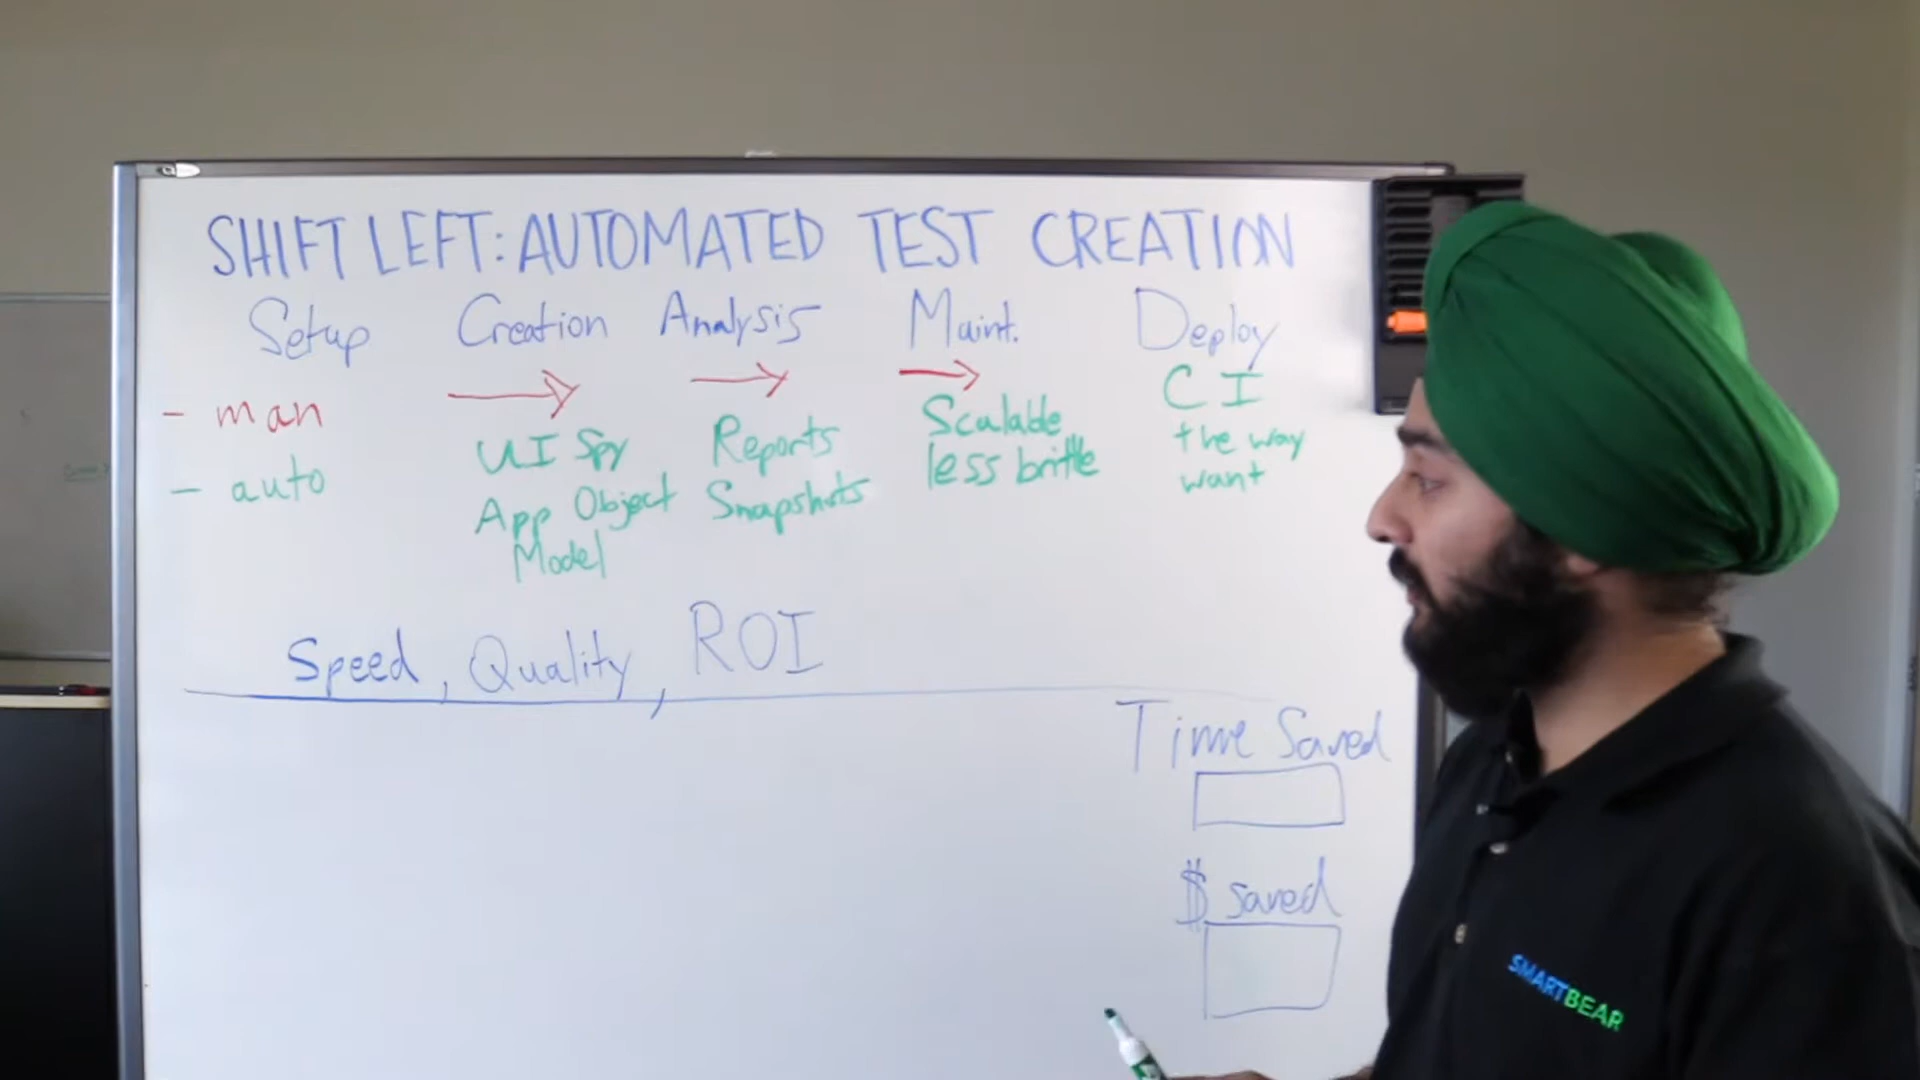 SHIFT LEFT: AUTOMATED TEST CREATION
Setup Creation Analysis Maint. Deploy
- man
- auto
UI Spy
App Object
Model
Reports
Snapshots
Scalable
less brittle
CI
the way
want
Speed, Quality, ROI
Time Saved
$ saved
SMARTBEAR